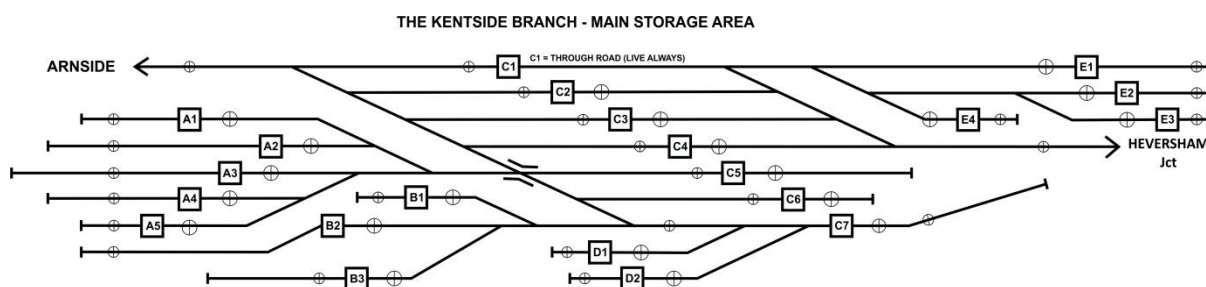 THE KENTSIDE BRANCH - MAIN STORAGE AREA
ARNSIDE
C1
C1 = THROUGH ROAD (LIVE ALWAYS)
E1
C2
E2
A1
C3
E4
E3
A2
C4
HEVERSHAM
Jct
A3
C5
A4
B1
C6
A5
B2
C7
D1
B3
D2